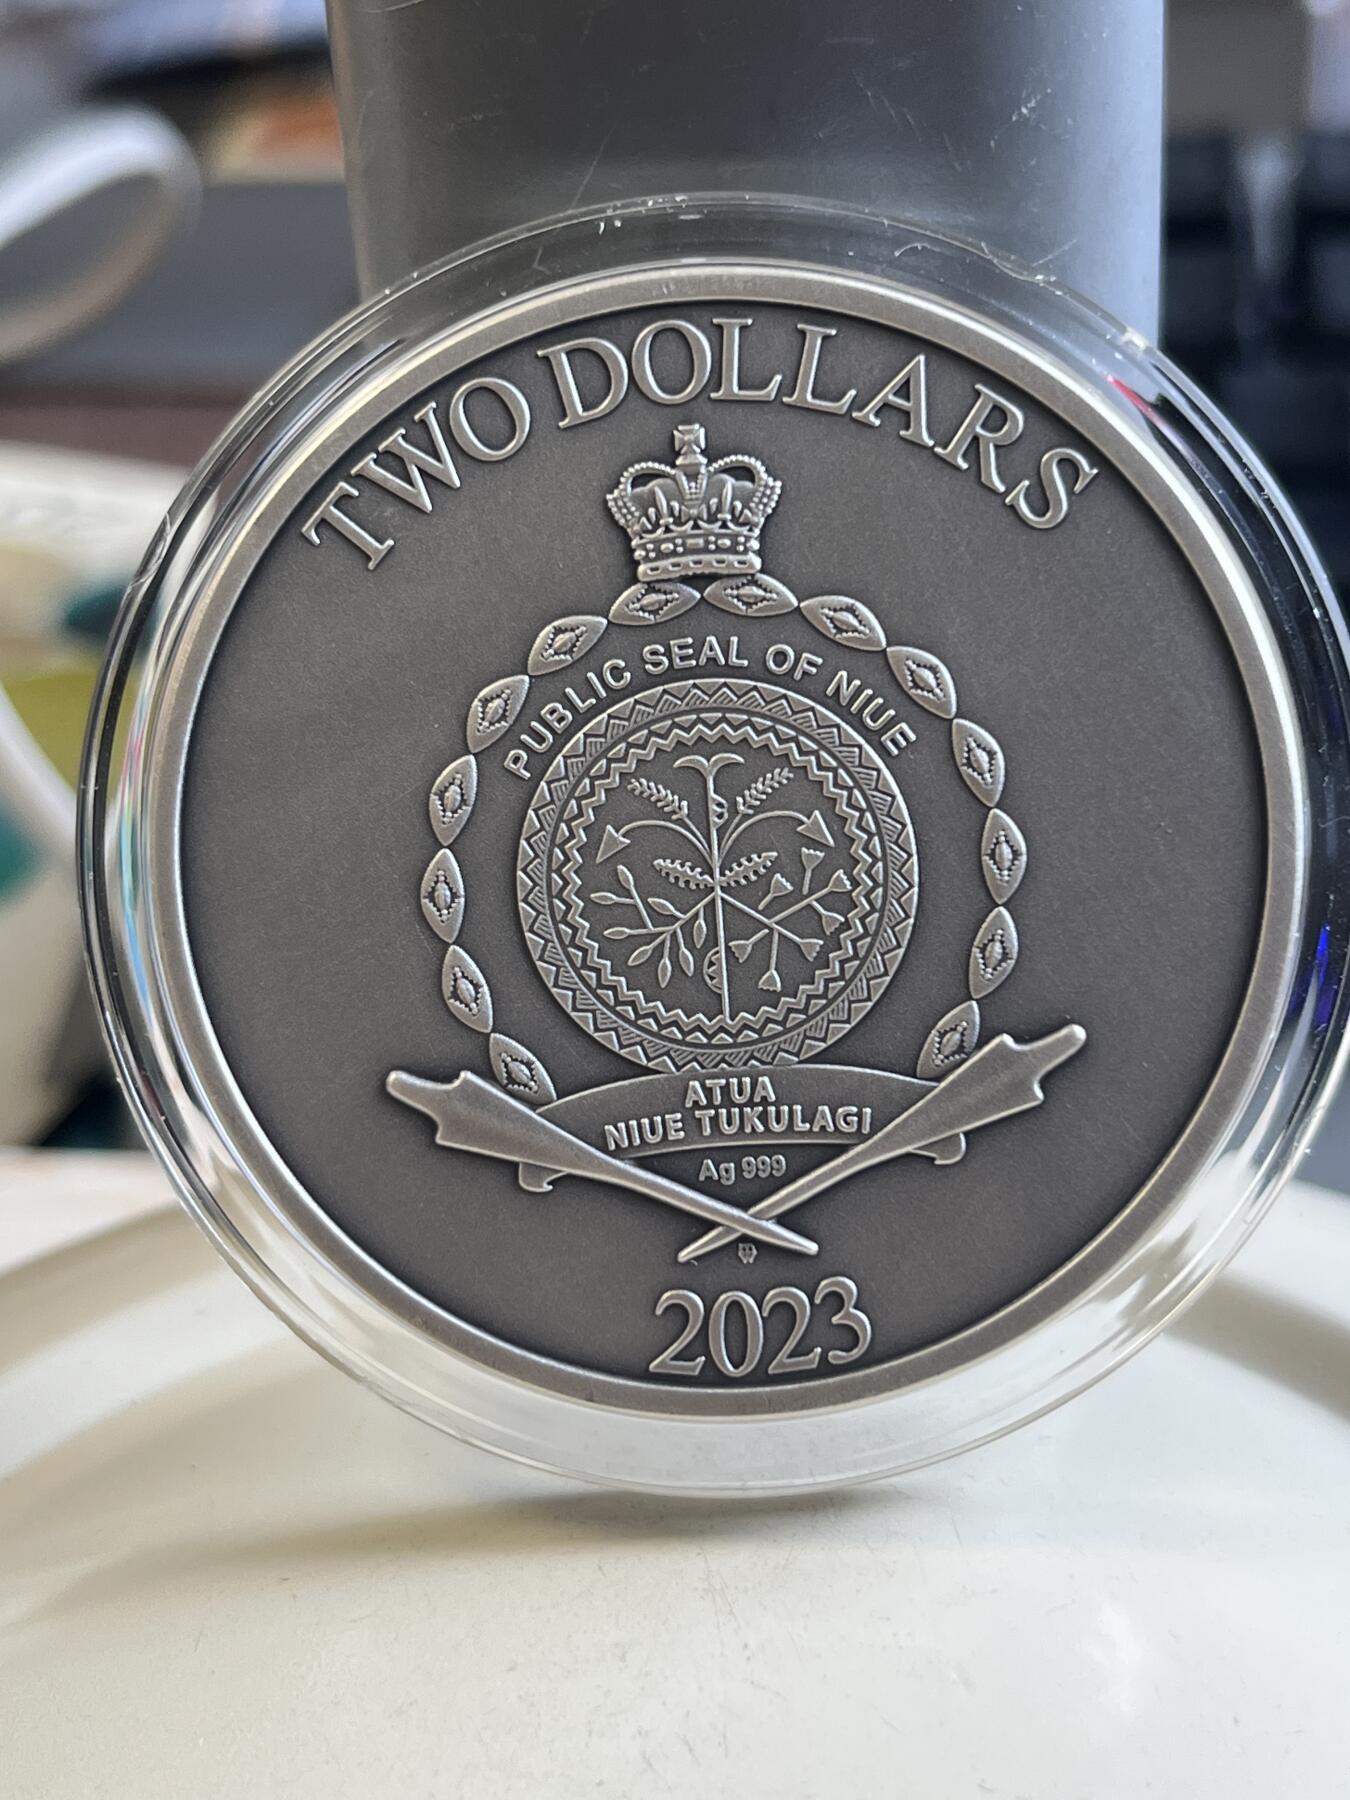 TWO DOLLARS
PUBLIC SEAL OF NIUE
ATUA
NIUE TUKULAGI
Ag 999
2023